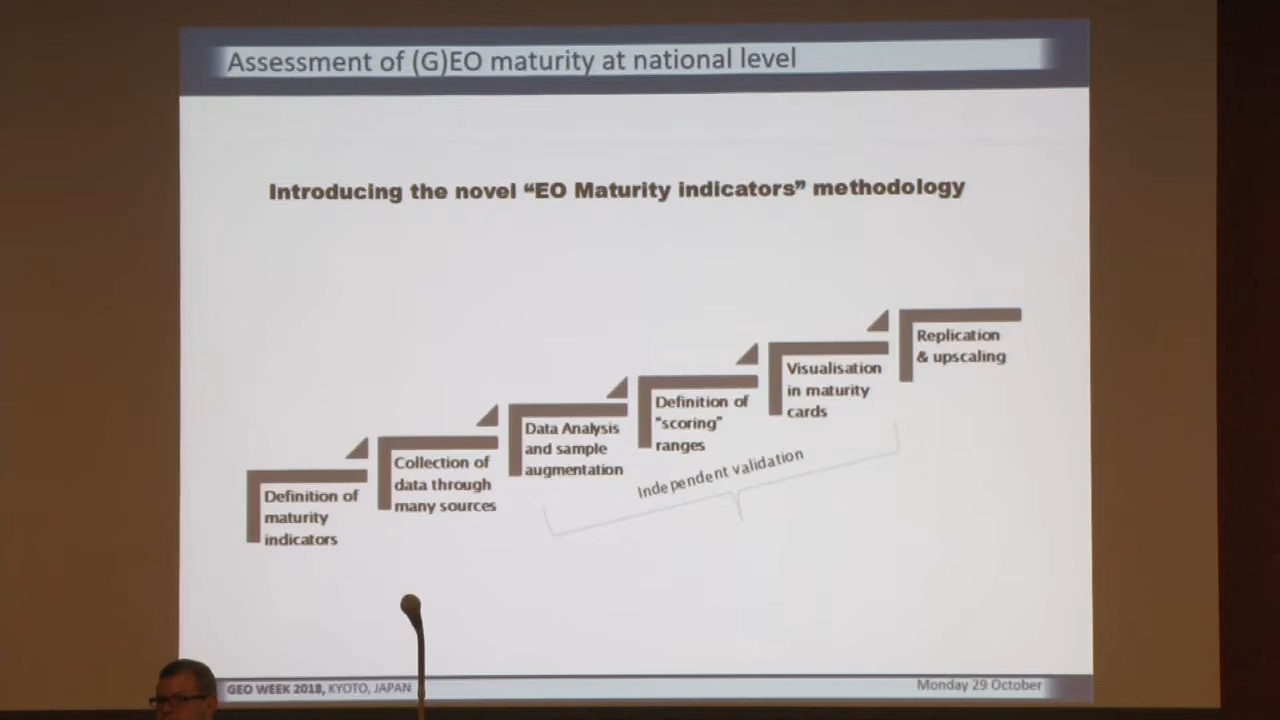 Assessment of (G)EO maturity at national level
Introducing the novel “EO Maturity indicators” methodology
Definition of
maturity
indicators
Collection of
data through
many sources
Data Analysis
and sample
augmentation
Definition of
“scoring”
ranges
Visualisation
in maturity
cards
Replication
& upscaling
Independent validation
GEO WEEK 2018, KYOTO, JAPAN
Monday 29 October